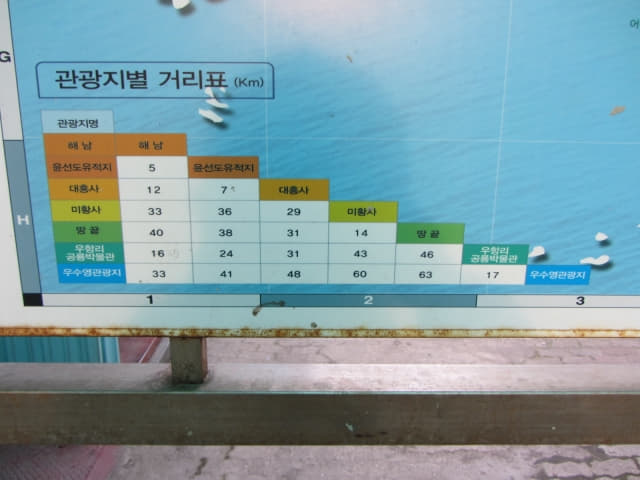 G
어
관광지별 거리표 (Km)
관광지명
해 남 해 남
윤선도유적지 5 윤선도유적지
대흥사 12 7 대흥사
미황사 33 36 29 미황사
땅 끝 40 38 31 14 땅 끝
우항리 공룡박물관 16 24 31 43 46 우항리 공룡박물관
우수영관광지 33 41 48 60 63 17 우수영관광지
H
1 2 3